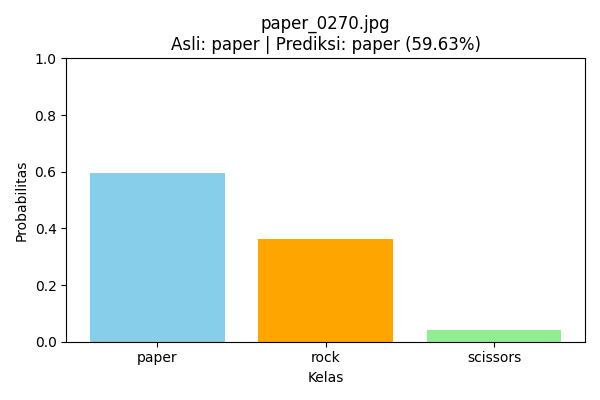 paper_0270.jpg
Asli: paper | Prediksi: paper (59.63%)
1.0
0.8
0.6
0.4
0.2
0.0
Probabilitas
paper rock scissors
Kelas